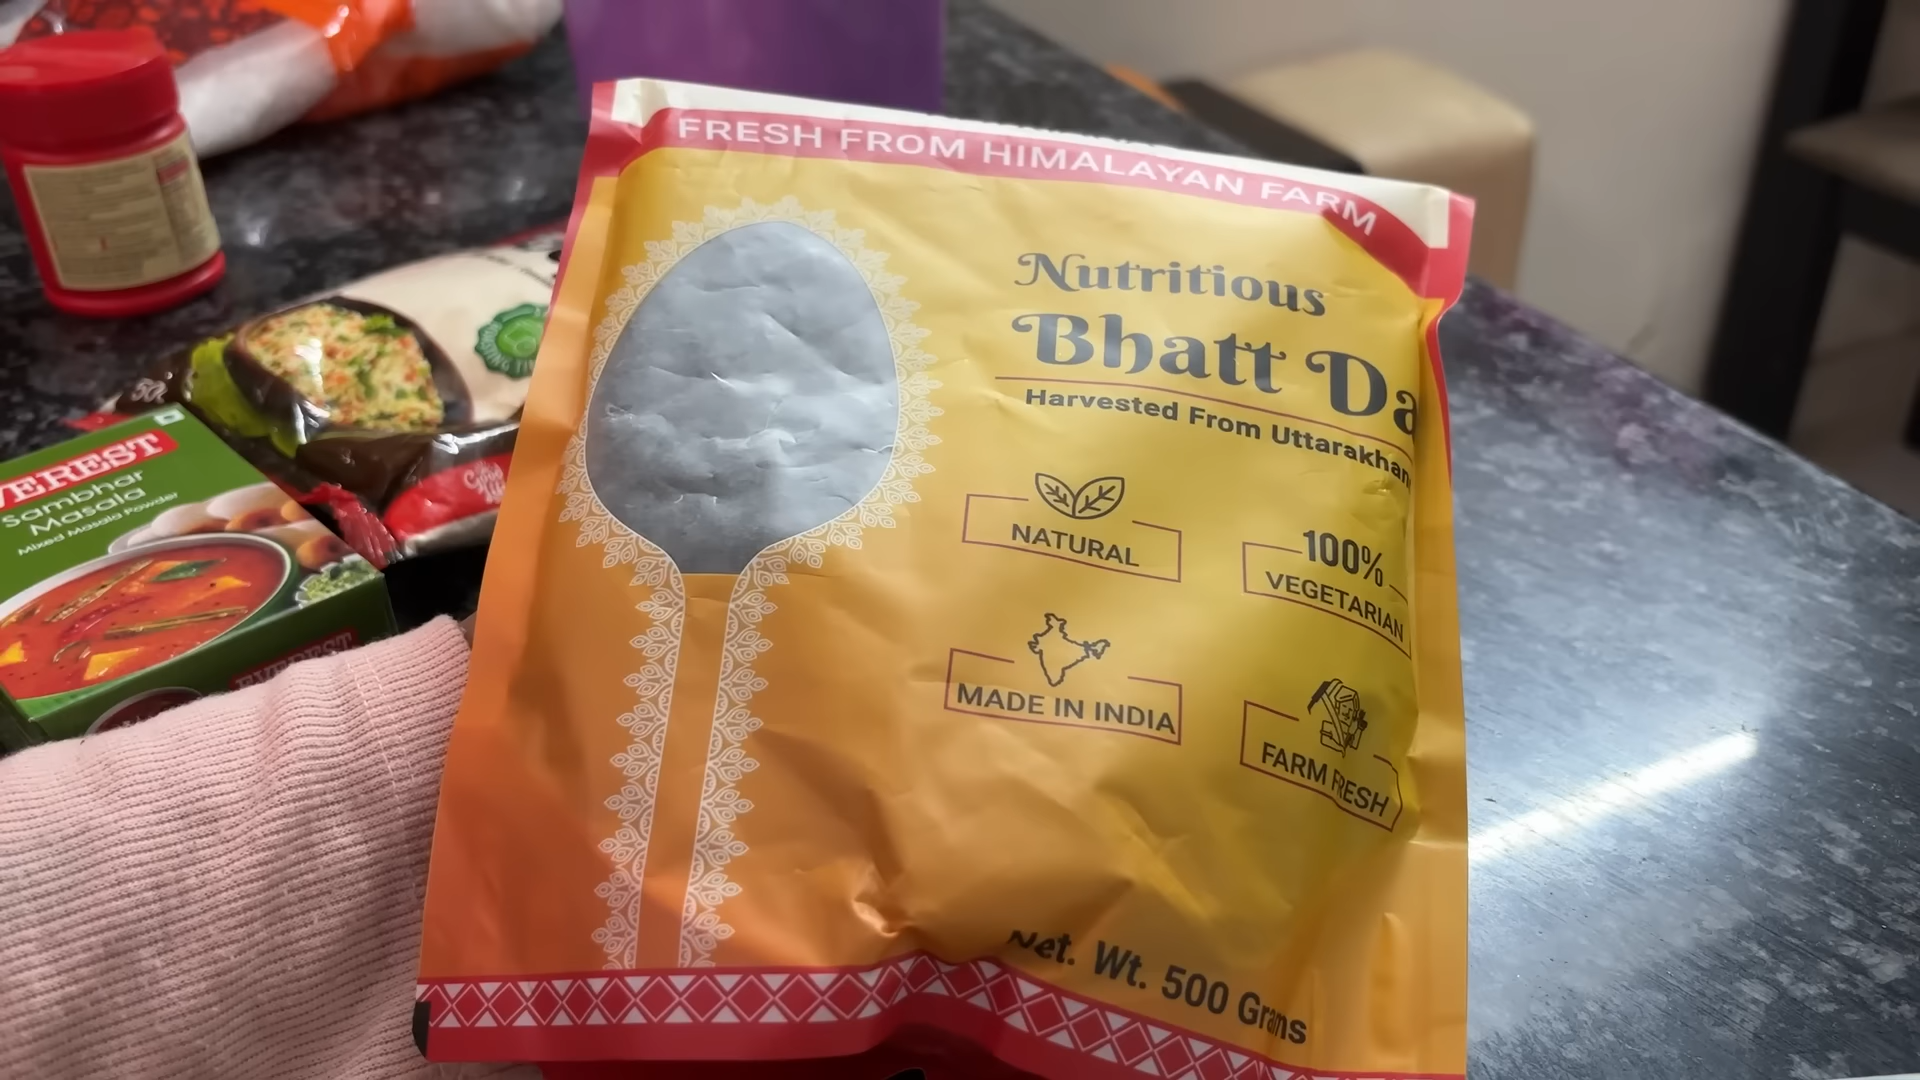 FRESH FROM HIMALAYAN FARM
Nutritious
Bhatt Da
Harvested From Uttarakhan
NATURAL
100%
VEGETARIAN
MADE IN INDIA
FARM FRESH
Net. Wt. 500 Grams
VEREST
Sambhar
Masala
Mixed Masala Powder
EVEREST